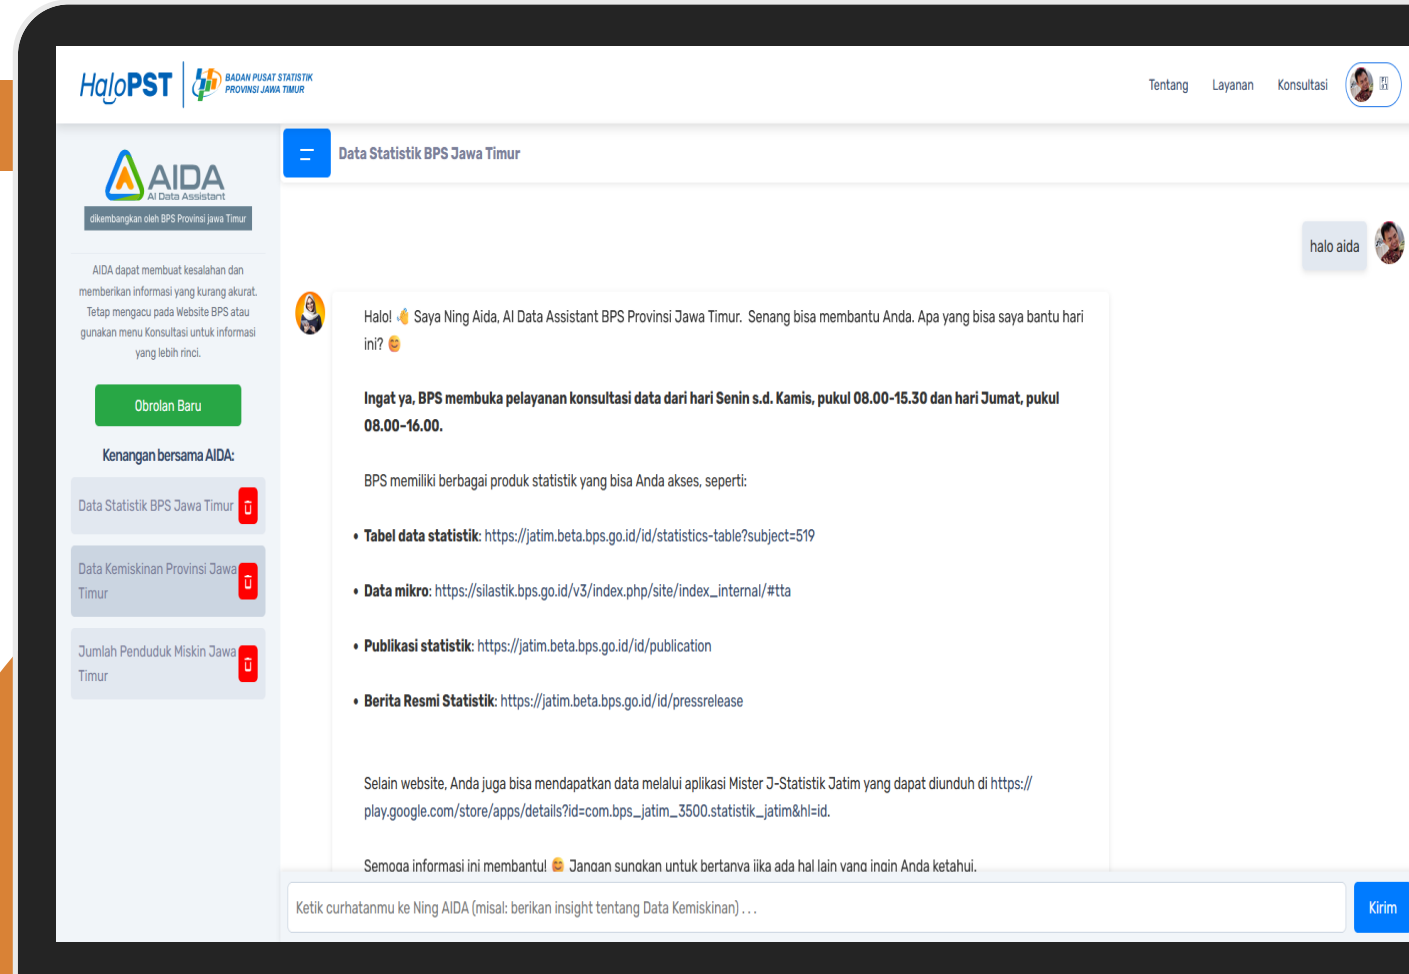 HaloPST
BADAN PUSAT STATISTIK
PROVINSI JAWA TIMUR
Tentang
Layanan
Konsultasi
AIDA
AI Data Assistant
dikembangkan oleh BPS Provinsi jawa Timur
AIDA dapat membuat kesalahan dan
memberikan informasi yang kurang akurat.
Tetap mengacu pada Website BPS atau
gunakan menu Konsultasi untuk informasi
yang lebih rinci.
Obrolan Baru
Kenangan bersama AIDA:
Data Statistik BPS Jawa Timur
Data Kemiskinan Provinsi Jawa
Timur
Jumlah Penduduk Miskin Jawa
Timur
Data Statistik BPS Jawa Timur
halo aida
Halo! 👋 Saya Ning Aida, AI Data Assistant BPS Provinsi Jawa Timur. Senang bisa membantu Anda. Apa yang bisa saya bantu hari
ini? 😊
Ingat ya, BPS membuka pelayanan konsultasi data dari hari Senin s.d. Kamis, pukul 08.00-15.30 dan hari Jumat, pukul
08.00-16.00.
BPS memiliki berbagai produk statistik yang bisa Anda akses, seperti:
• Tabel data statistik: https://jatim.beta.bps.go.id/id/statistics-table?subject=519
• Data mikro: https://silastik.bps.go.id/v3/index.php/site/index_internal/#tta
• Publikasi statistik: https://jatim.beta.bps.go.id/id/publication
• Berita Resmi Statistik: https://jatim.beta.bps.go.id/id/pressrelease
Selain website, Anda juga bisa mendapatkan data melalui aplikasi Mister J-Statistik Jatim yang dapat diunduh di https://
play.google.com/store/apps/details?id=com.bps_jatim_3500.statistik_jatim&hl=id.
Semoga informasi ini membantu! 😊 Jangan sungkan untuk bertanya jika ada hal lain yang ingin Anda ketahui.
Ketik curhatanmu ke Ning AIDA (misal: berikan insight tentang Data Kemiskinan) . . .
Kirim